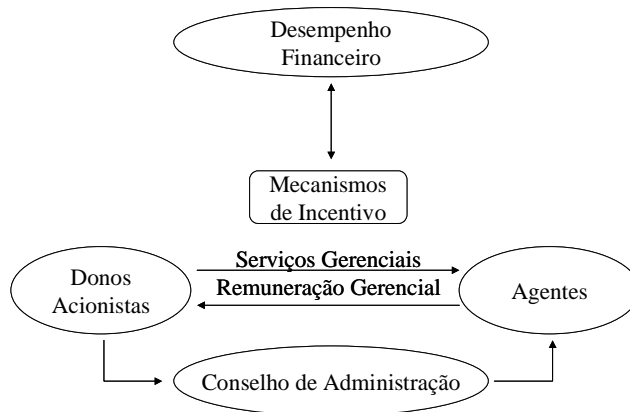 Desempenho
Financeiro
Mecanismos
de Incentivo
Serviços Gerenciais
Donos
Acionistas
Remuneração Gerencial
Agentes
Conselho de Administração